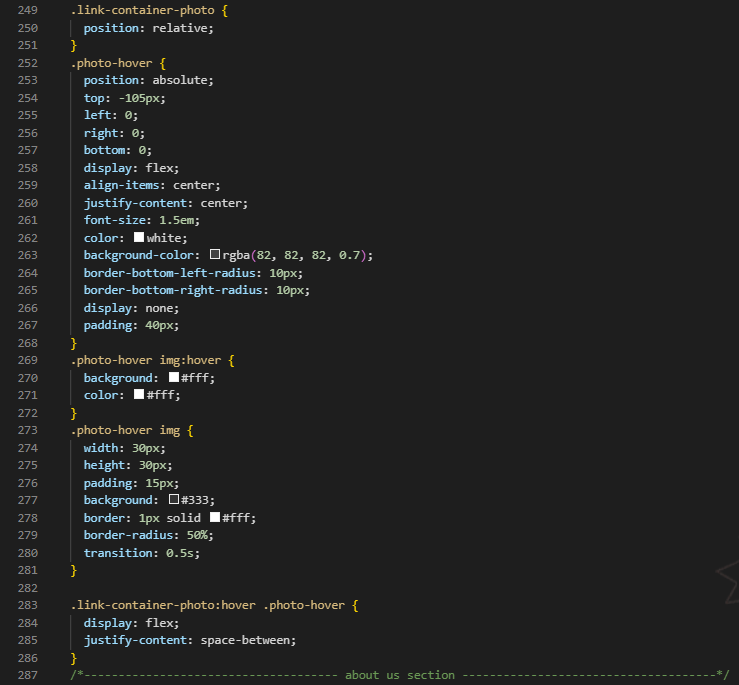 249 .link-container-photo {
250 position: relative;
251 }
252 .photo-hover {
253 position: absolute;
254 top: -105px;
255 left: 0;
256 right: 0;
257 bottom: 0;
258 display: flex;
259 align-items: center;
260 justify-content: center;
261 font-size: 1.5em;
262 color: white;
263 background-color: rgba(82, 82, 82, 0.7);
264 border-bottom-left-radius: 10px;
265 border-bottom-right-radius: 10px;
266 display: none;
267 padding: 40px;
268 }
269 .photo-hover img:hover {
270 background: #fff;
271 color: #fff;
272 }
273 .photo-hover img {
274 width: 30px;
275 height: 30px;
276 padding: 15px;
277 background: #333;
278 border: 1px solid #fff;
279 border-radius: 50%;
280 transition: 0.5s;
281 }
282
283 .link-container-photo:hover .photo-hover {
284 display: flex;
285 justify-content: space-between;
286 }
287 /*------------------------------------- about us section -------------------------------------*/